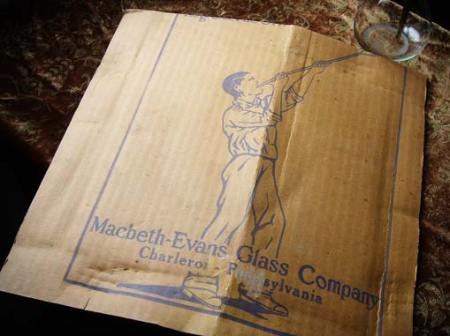 Macbeth-Evans Glass Company
Charleroi Pennsylvania